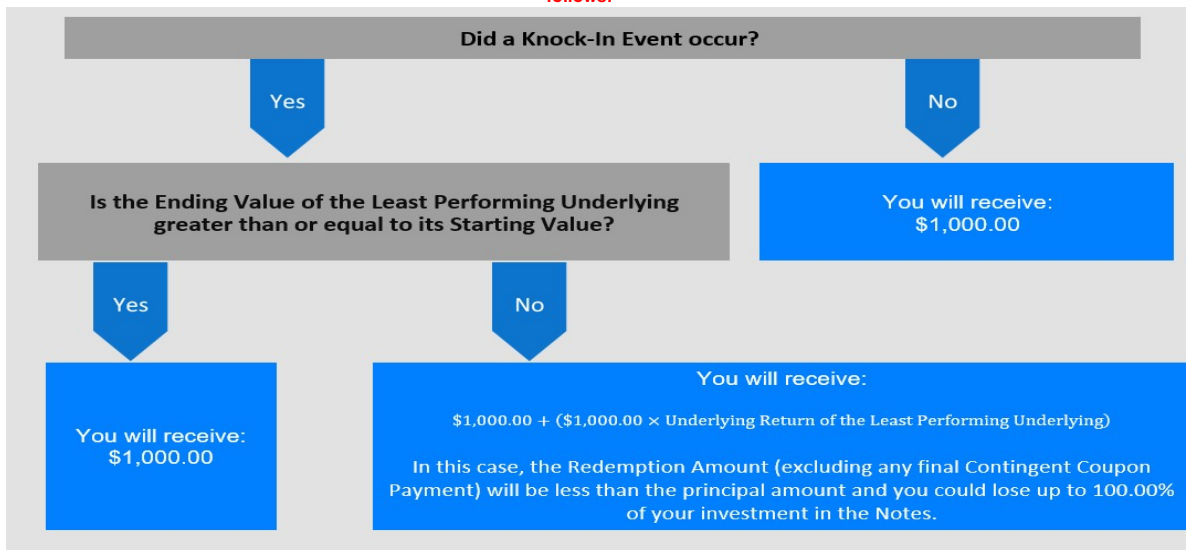 follows:
Did a Knock-In Event occur?
Yes
No
Is the Ending Value of the Least Performing Underlying
greater than or equal to its Starting Value?
You will receive:
$1,000.00
Yes
No
You will receive:
$1,000.00
You will receive:
$1,000.00 + ($1,000.00 × Underlying Return of the Least Performing Underlying)
In this case, the Redemption Amount (excluding any final Contingent Coupon
Payment) will be less than the principal amount and you could lose up to 100.00%
of your investment in the Notes.